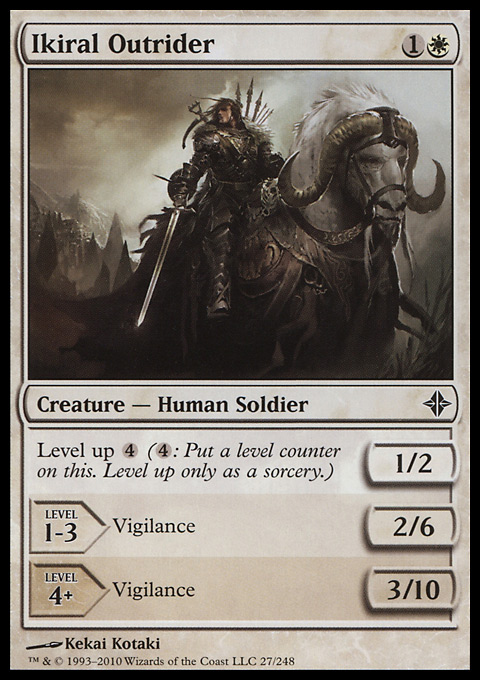 Ikiral Outrider 1
Creature — Human Soldier
Level up 4 (4: Put a level counter
on this. Level up only as a sorcery.)
1/2
LEVEL
1-3
Vigilance
2/6
LEVEL
4+
Vigilance
3/10
Kekai Kotaki
™ & © 1993–2010 Wizards of the Coast LLC 27/248